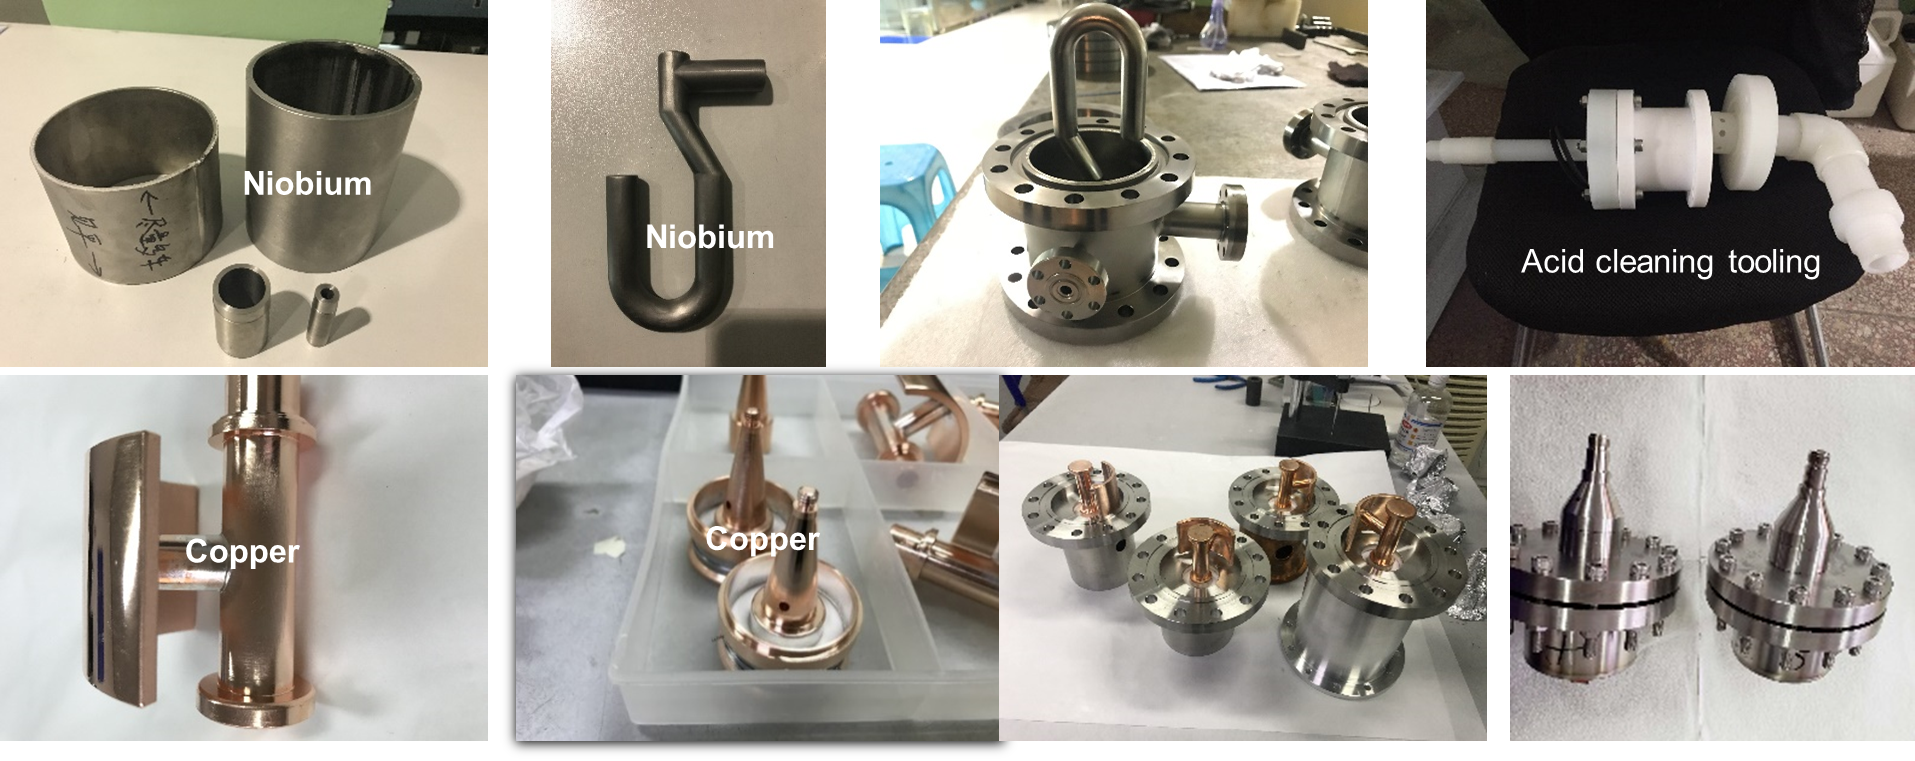 Niobium
Niobium
Acid cleaning tooling
Copper
Copper